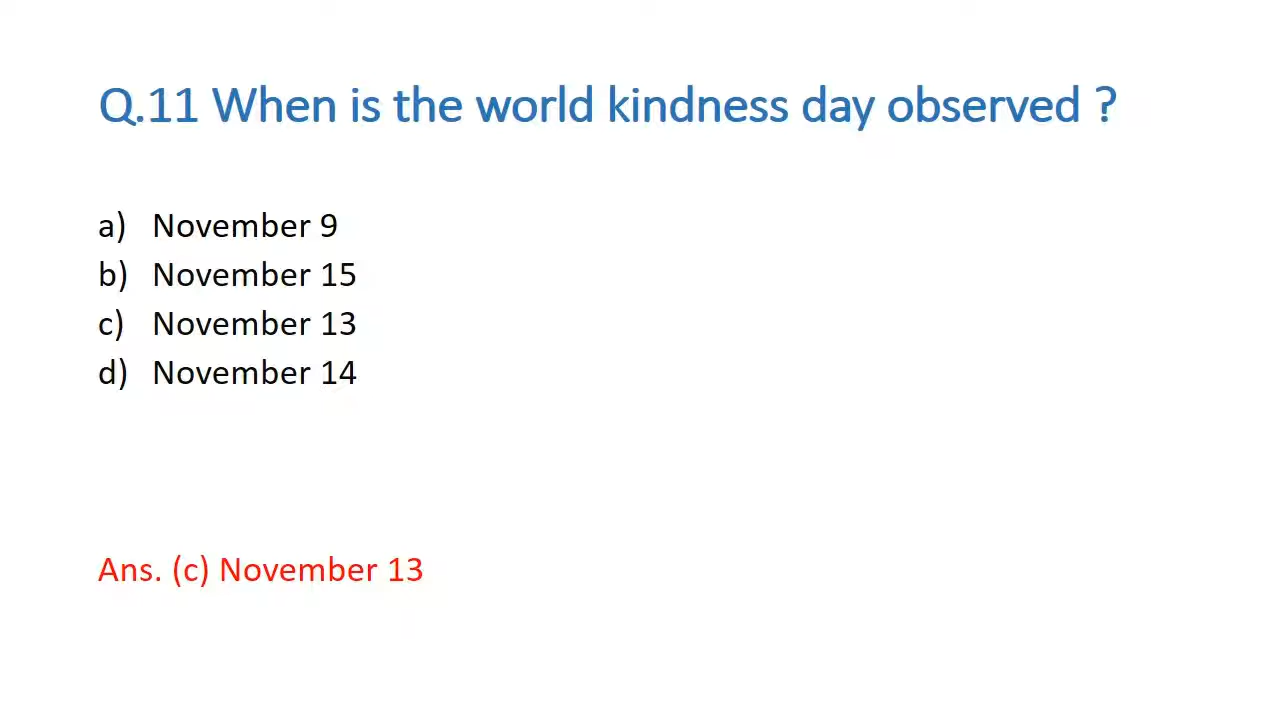 Q.11 When is the world kindness day observed ?
a) November 9
b) November 15
c) November 13
d) November 14
Ans. (c) November 13